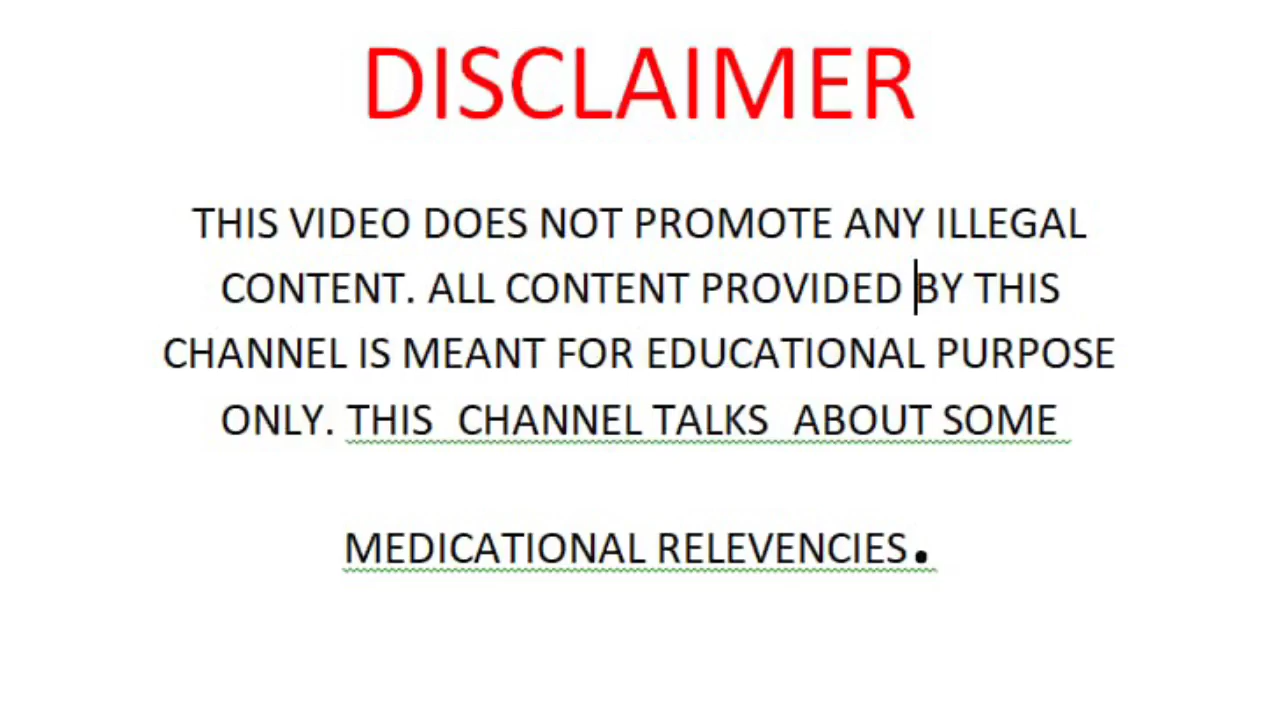 DISCLAIMER
THIS VIDEO DOES NOT PROMOTE ANY ILLEGAL
CONTENT. ALL CONTENT PROVIDED BY THIS
CHANNEL IS MEANT FOR EDUCATIONAL PURPOSE
ONLY. THIS  CHANNEL TALKS  ABOUT SOME
MEDICATIONAL RELEVENCIES.